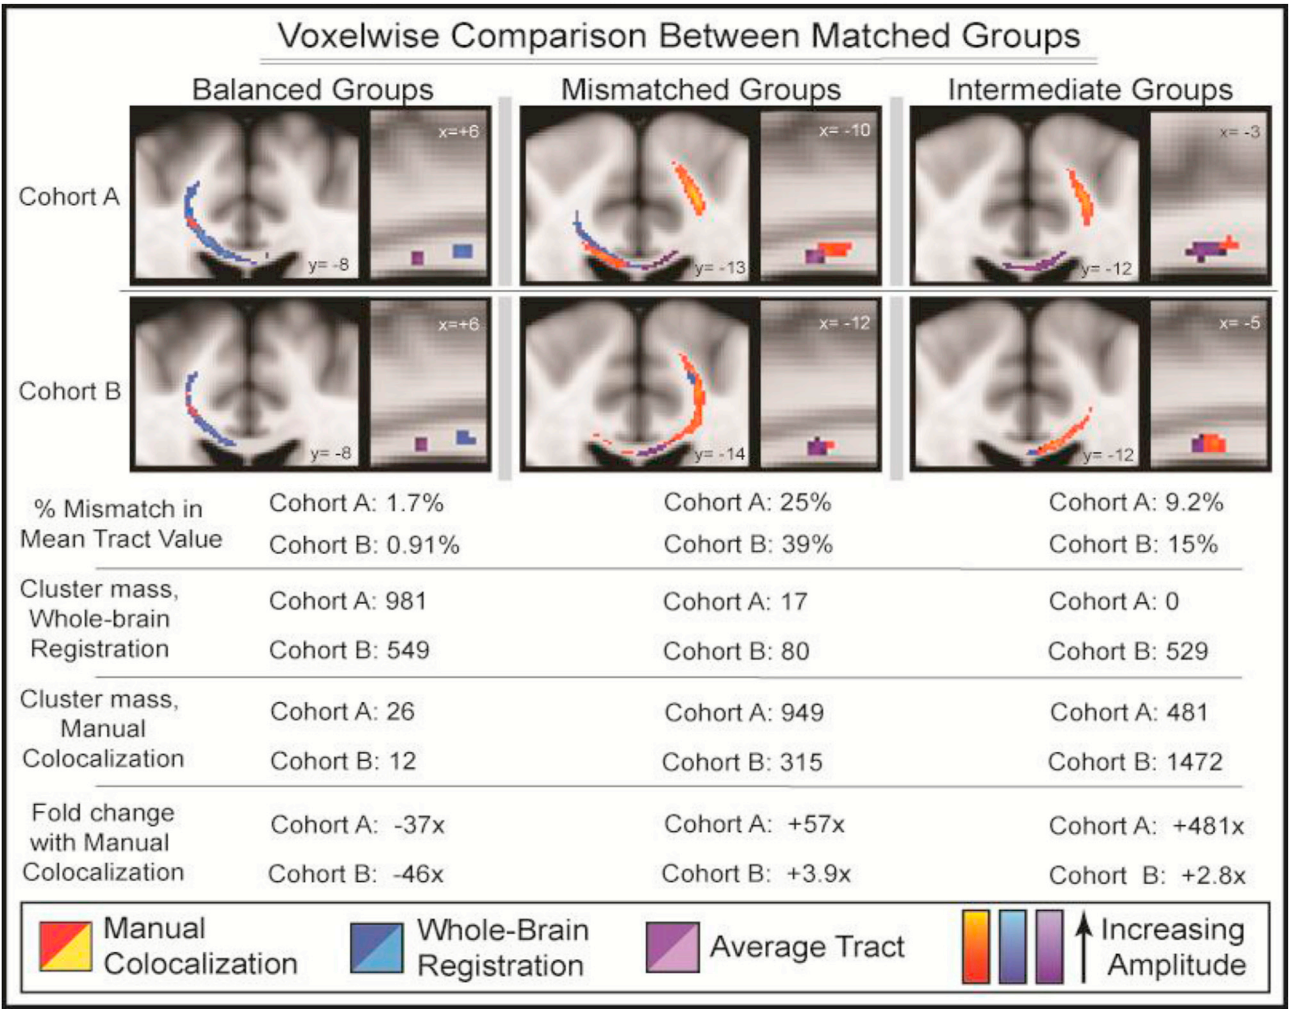 Voxelwise Comparison Between Matched Groups
Balanced Groups
Mismatched Groups
Intermediate Groups
Cohort A
x=+6
y= -8
x= -10
y= -13
x= -3
y= -12
Cohort B
x=+6
y= -8
x= -12
y= -14
x= -5
y= -12
% Mismatch in
Mean Tract Value
Cohort A: 1.7%
Cohort B: 0.91%
Cohort A: 25%
Cohort B: 39%
Cohort A: 9.2%
Cohort B: 15%
Cluster mass,
Whole-brain
Registration
Cohort A: 981
Cohort B: 549
Cohort A: 17
Cohort B: 80
Cohort A: 0
Cohort B: 529
Cluster mass,
Manual
Colocalization
Cohort A: 26
Cohort B: 12
Cohort A: 949
Cohort B: 315
Cohort A: 481
Cohort B: 1472
Fold change
with Manual
Colocalization
Cohort A: -37x
Cohort B: -46x
Cohort A: +57x
Cohort B: +3.9x
Cohort A: +481x
Cohort B: +2.8x
Manual
Colocalization
Whole-Brain
Registration
Average Tract
Increasing
Amplitude